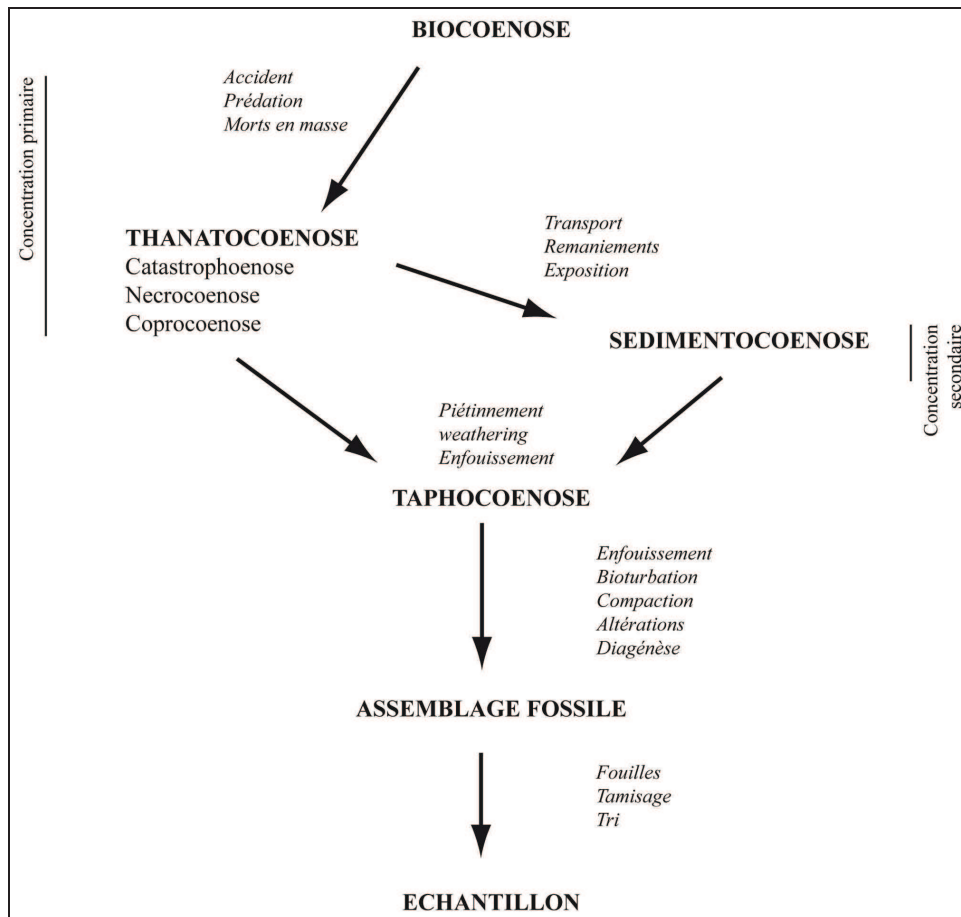 BIOCOENOSE
Concentration primaire
Accident
Prédation
Morts en masse
THANATOCOENOSE
Catastrophoenose
Necrocoenose
Coprocoenose
Transport
Remaniements
Exposition
SEDIMENTOCOENOSE
Concentration
secondaire
Piétinnement
weathering
Enfouissement
TAPHOCOENOSE
Enfouissement
Bioturbation
Compaction
Altérations
Diagénèse
ASSEMBLAGE FOSSILE
Fouilles
Tamisage
Tri
ECHANTILLON